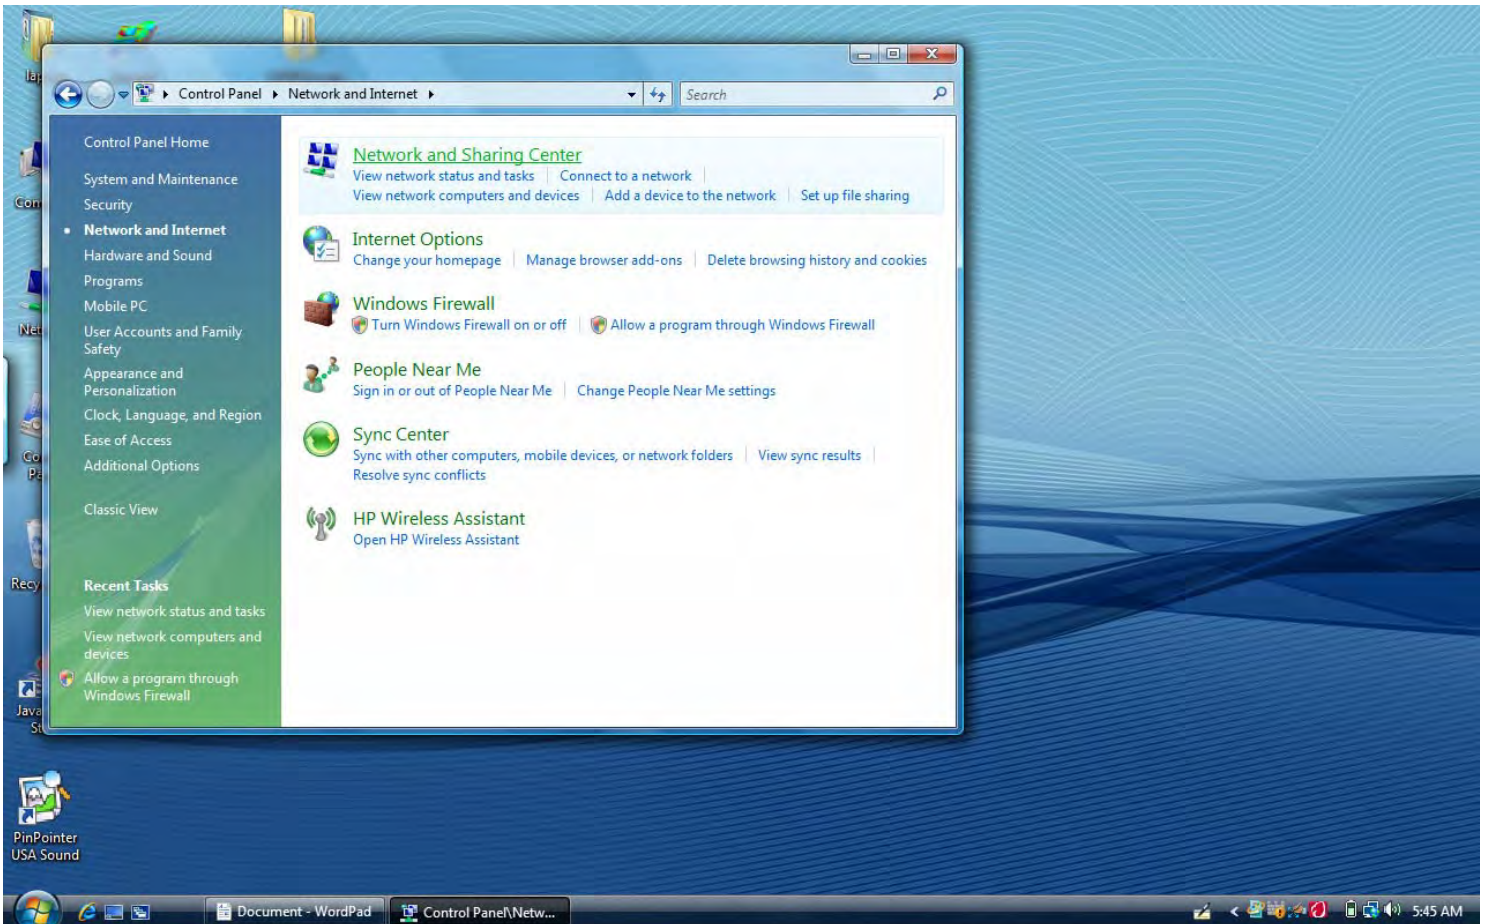 Control Panel
Network and Internet
Search
Control Panel Home
System and Maintenance
Security
Network and Internet
Hardware and Sound
Programs
Mobile PC
User Accounts and Family
Safety
Appearance and
Personalization
Clock, Language, and Region
Ease of Access
Additional Options
Classic View
Recent Tasks
View network status and tasks
View network computers and
devices
Allow a program through
Windows Firewall
Network and Sharing Center
View network status and tasks
Connect to a network
View network computers and devices
Add a device to the network
Set up file sharing
Internet Options
Change your homepage
Manage browser add-ons
Delete browsing history and cookies
Windows Firewall
Turn Windows Firewall on or off
Allow a program through Windows Firewall
People Near Me
Sign in or out of People Near Me
Change People Near Me settings
Sync Center
Sync with other computers, mobile devices, or network folders
View sync results
Resolve sync conflicts
HP Wireless Assistant
Open HP Wireless Assistant
Java
PinPointer
USA Sound
Document - WordPad
Control Panel\Netw...
5:45 AM